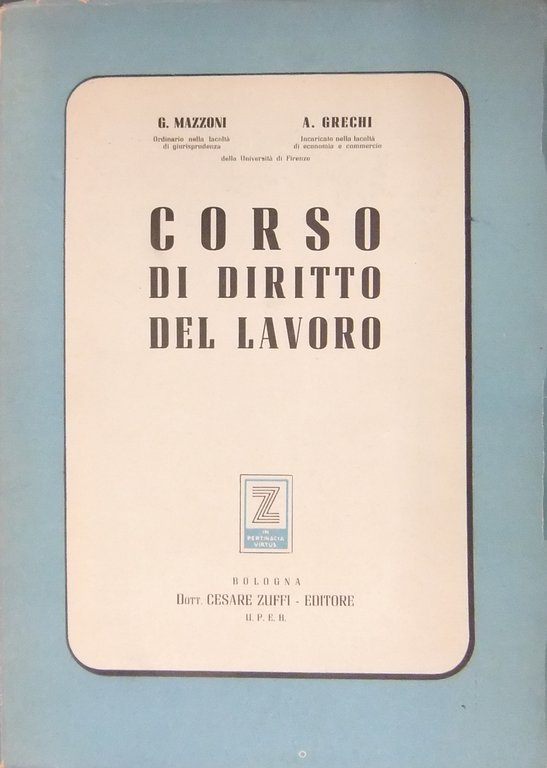 G. MAZZONI
Ordinario nella facoltà
di giurisprudenza
A. GRECHI
Incaricato nella facoltà
di economia e commercio
della Università di Firenze
CORSO
DI DIRITTO
DEL LAVORO
Z
IN
PERTINACIA
VIRTUS
BOLOGNA
DOTT. CESARE ZUFFI - EDITORE
U. P. E. B.